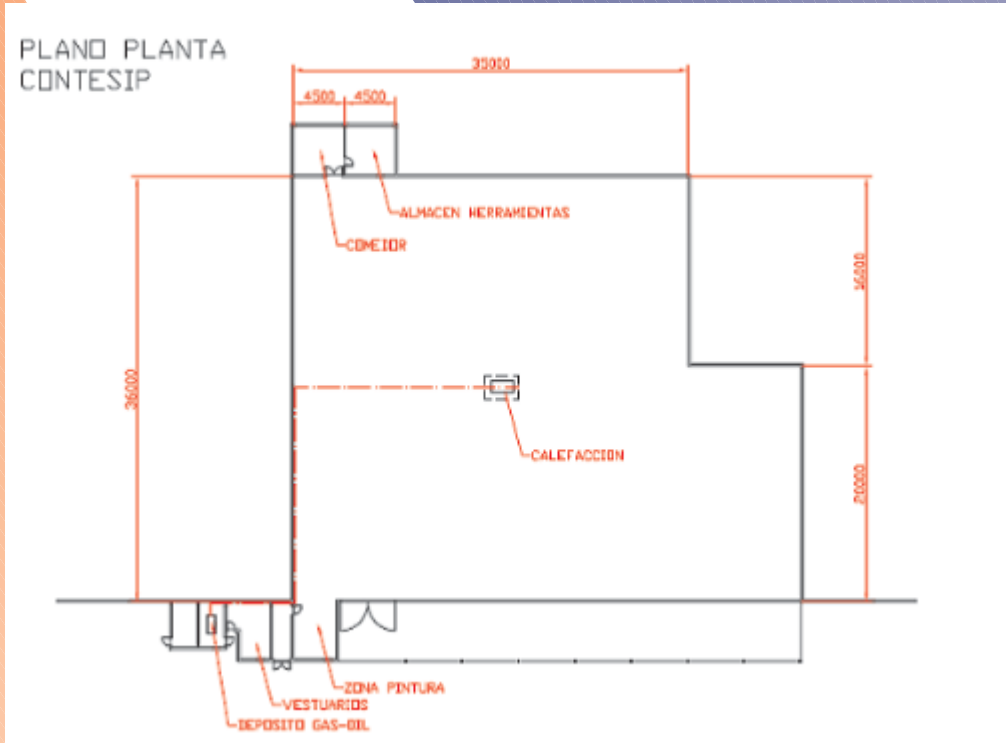 PLANO PLANTA
CONTESIP
35000
4500 4500
ALMACEN HERRAMIENTAS
COMEDOR
16000
36000
CALEFACCION
20000
ZONA PINTURA
VESTUARIOS
DEPOSITO GAS-OIL